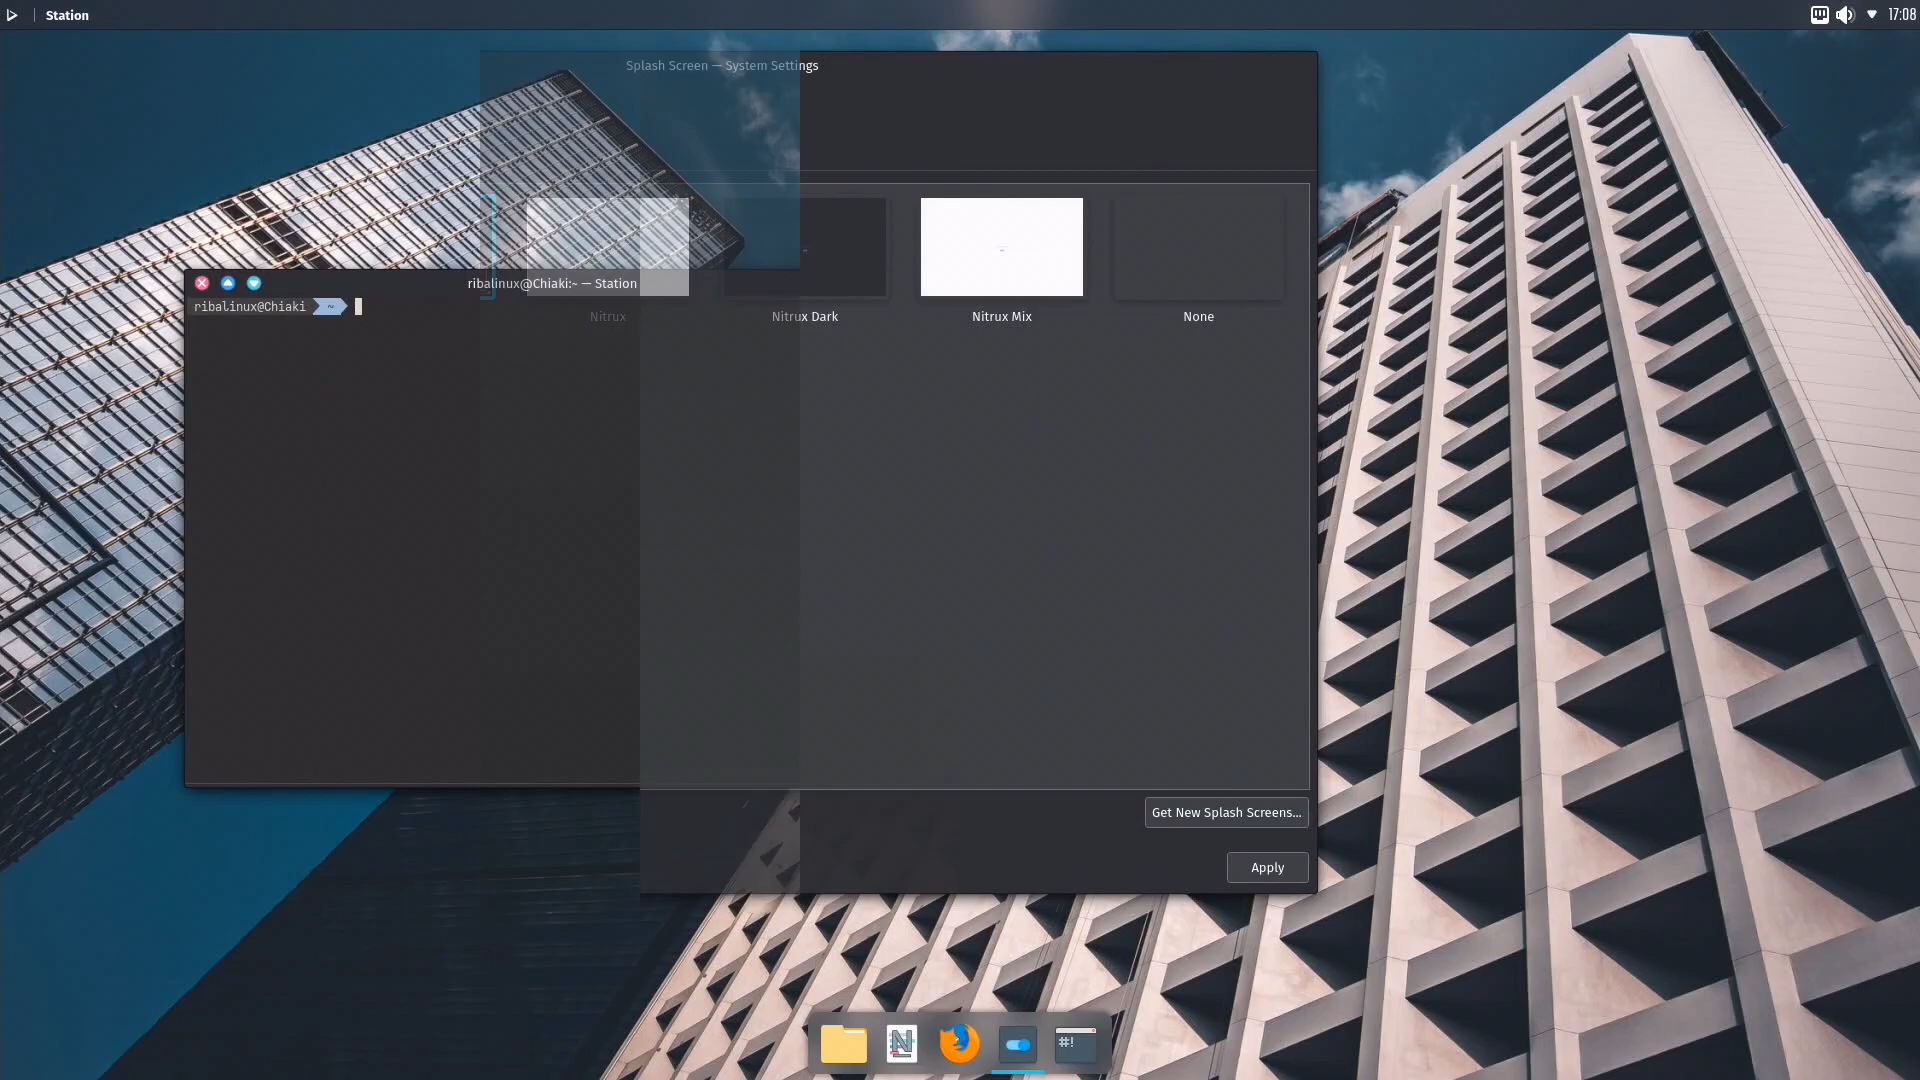 Station
17:08
Splash Screen — System Settings
ribalinux@Chiaki:~ — Station
ribalinux@Chiaki ~
Nitrux
Nitrux Dark
Nitrux Mix
None
Get New Splash Screens...
Apply
N
#!